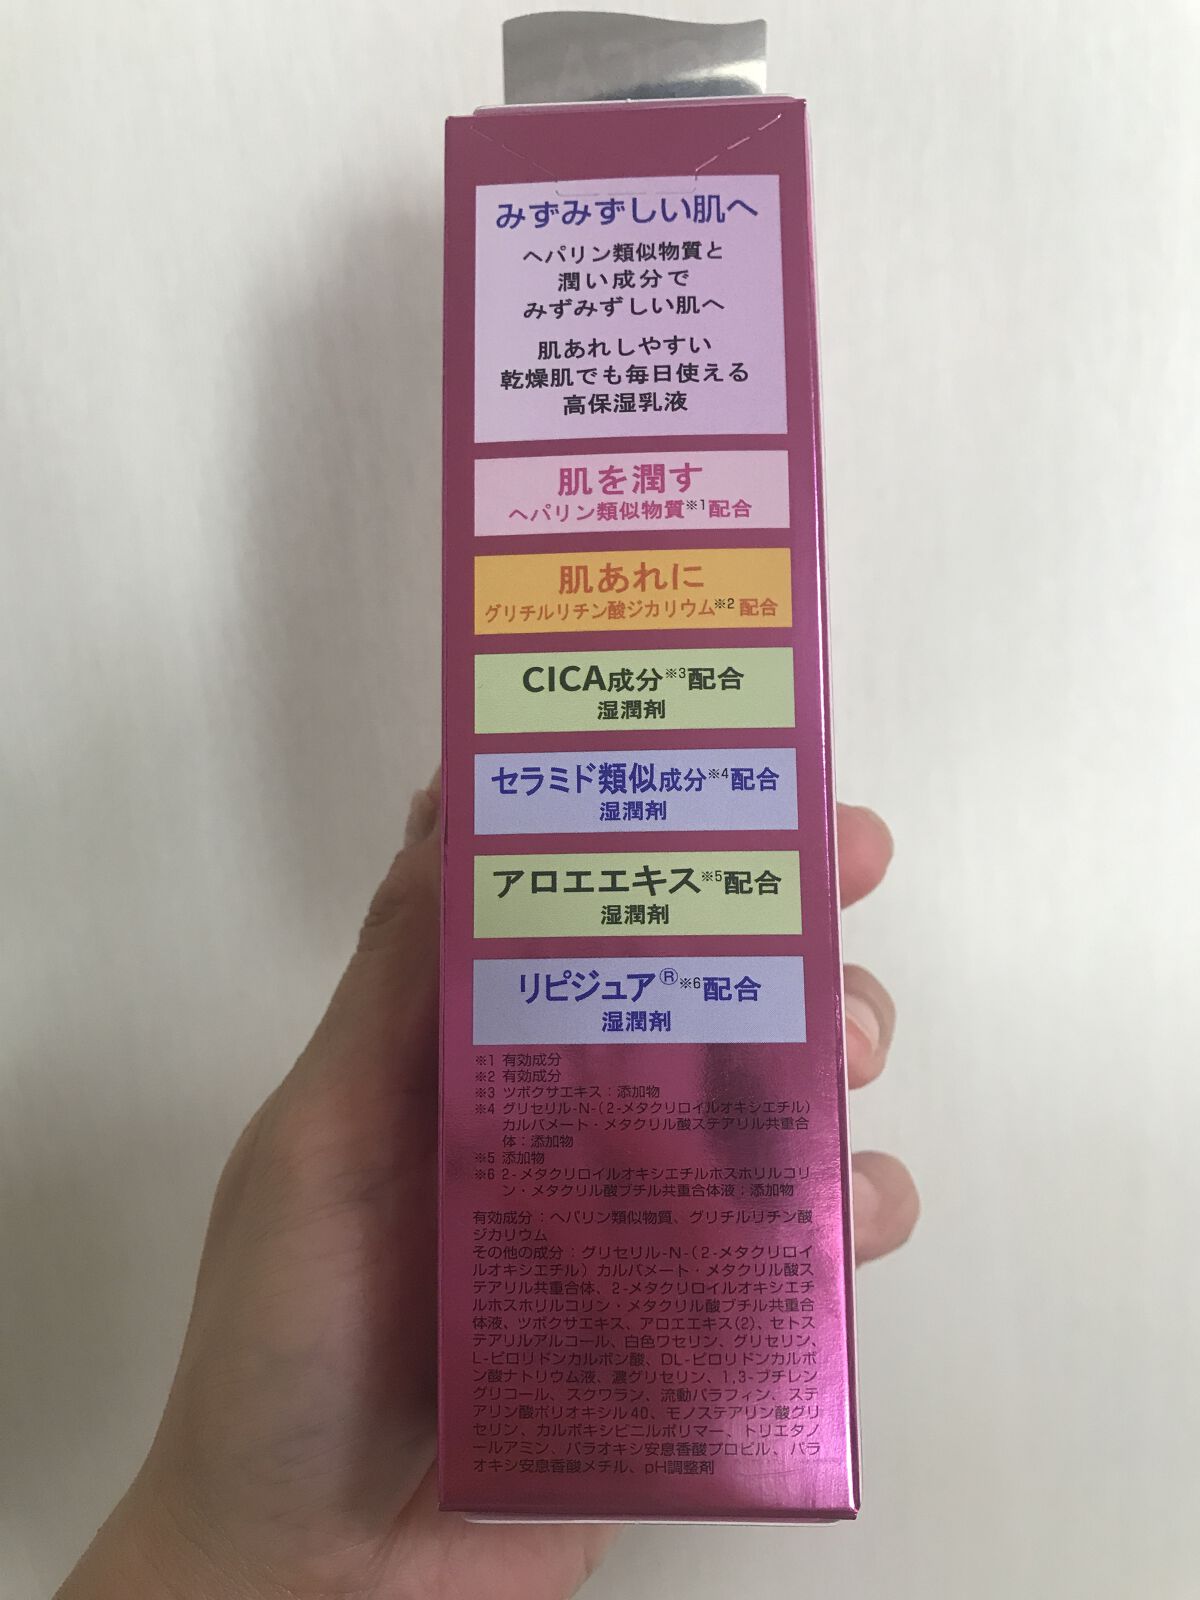 みずみずしい肌へ
ヘパリン類似物質と
潤い成分で
みずみずしい肌へ
肌あれしやすい
乾燥肌でも毎日使える
高保湿乳液
肌を潤す
ヘパリン類似物質※1配合
肌あれに
グリチルリチン酸ジカリウム※2 配合
CICA成分※3配合
湿潤剤
セラミド類似成分※4配合
湿潤剤
アロエエキス※5配合
湿潤剤
リピジュア®※6配合
湿潤剤
※1 有効成分
※2 有効成分
※3 ツボクサエキス：添加物
※4 グリセリル-N-（2-メタクリロイルオキシエチル）
カルバメート・メタクリル酸ステアリル共重合
体：添加物
※5 添加物
※6 2-メタクリロイルオキシエチルホスホリルコリ
ン・メタクリル酸ブチル共重合体液：添加物
有効成分：ヘパリン類似物質、グリチルリチン酸
ジカリウム
その他の成分：グリセリル-N-（2-メタクリロイ
ルオキシエチル）カルバメート・メタクリル酸ス
テアリル共重合体、2-メタクリロイルオキシエチ
ルホスホリルコリン・メタクリル酸ブチル共重合
体液、ツボクサエキス、アロエエキス(2)、セトス
テアリルアルコール、白色ワセリン、グリセリン、
L-ピロリドンカルボン酸、DL-ピロリドンカルボ
ン酸ナトリウム液、濃グリセリン、1,3-ブチレン
グリコール、スクワラン、流動パラフィン、ステ
アリン酸ポリオキシル40、モノステアリン酸グリ
セリン、カルボキシビニルポリマー、トリエタノ
ールアミン、パラオキシ安息香酸プロピル、パラ
オキシ安息香酸メチル、pH調整剤